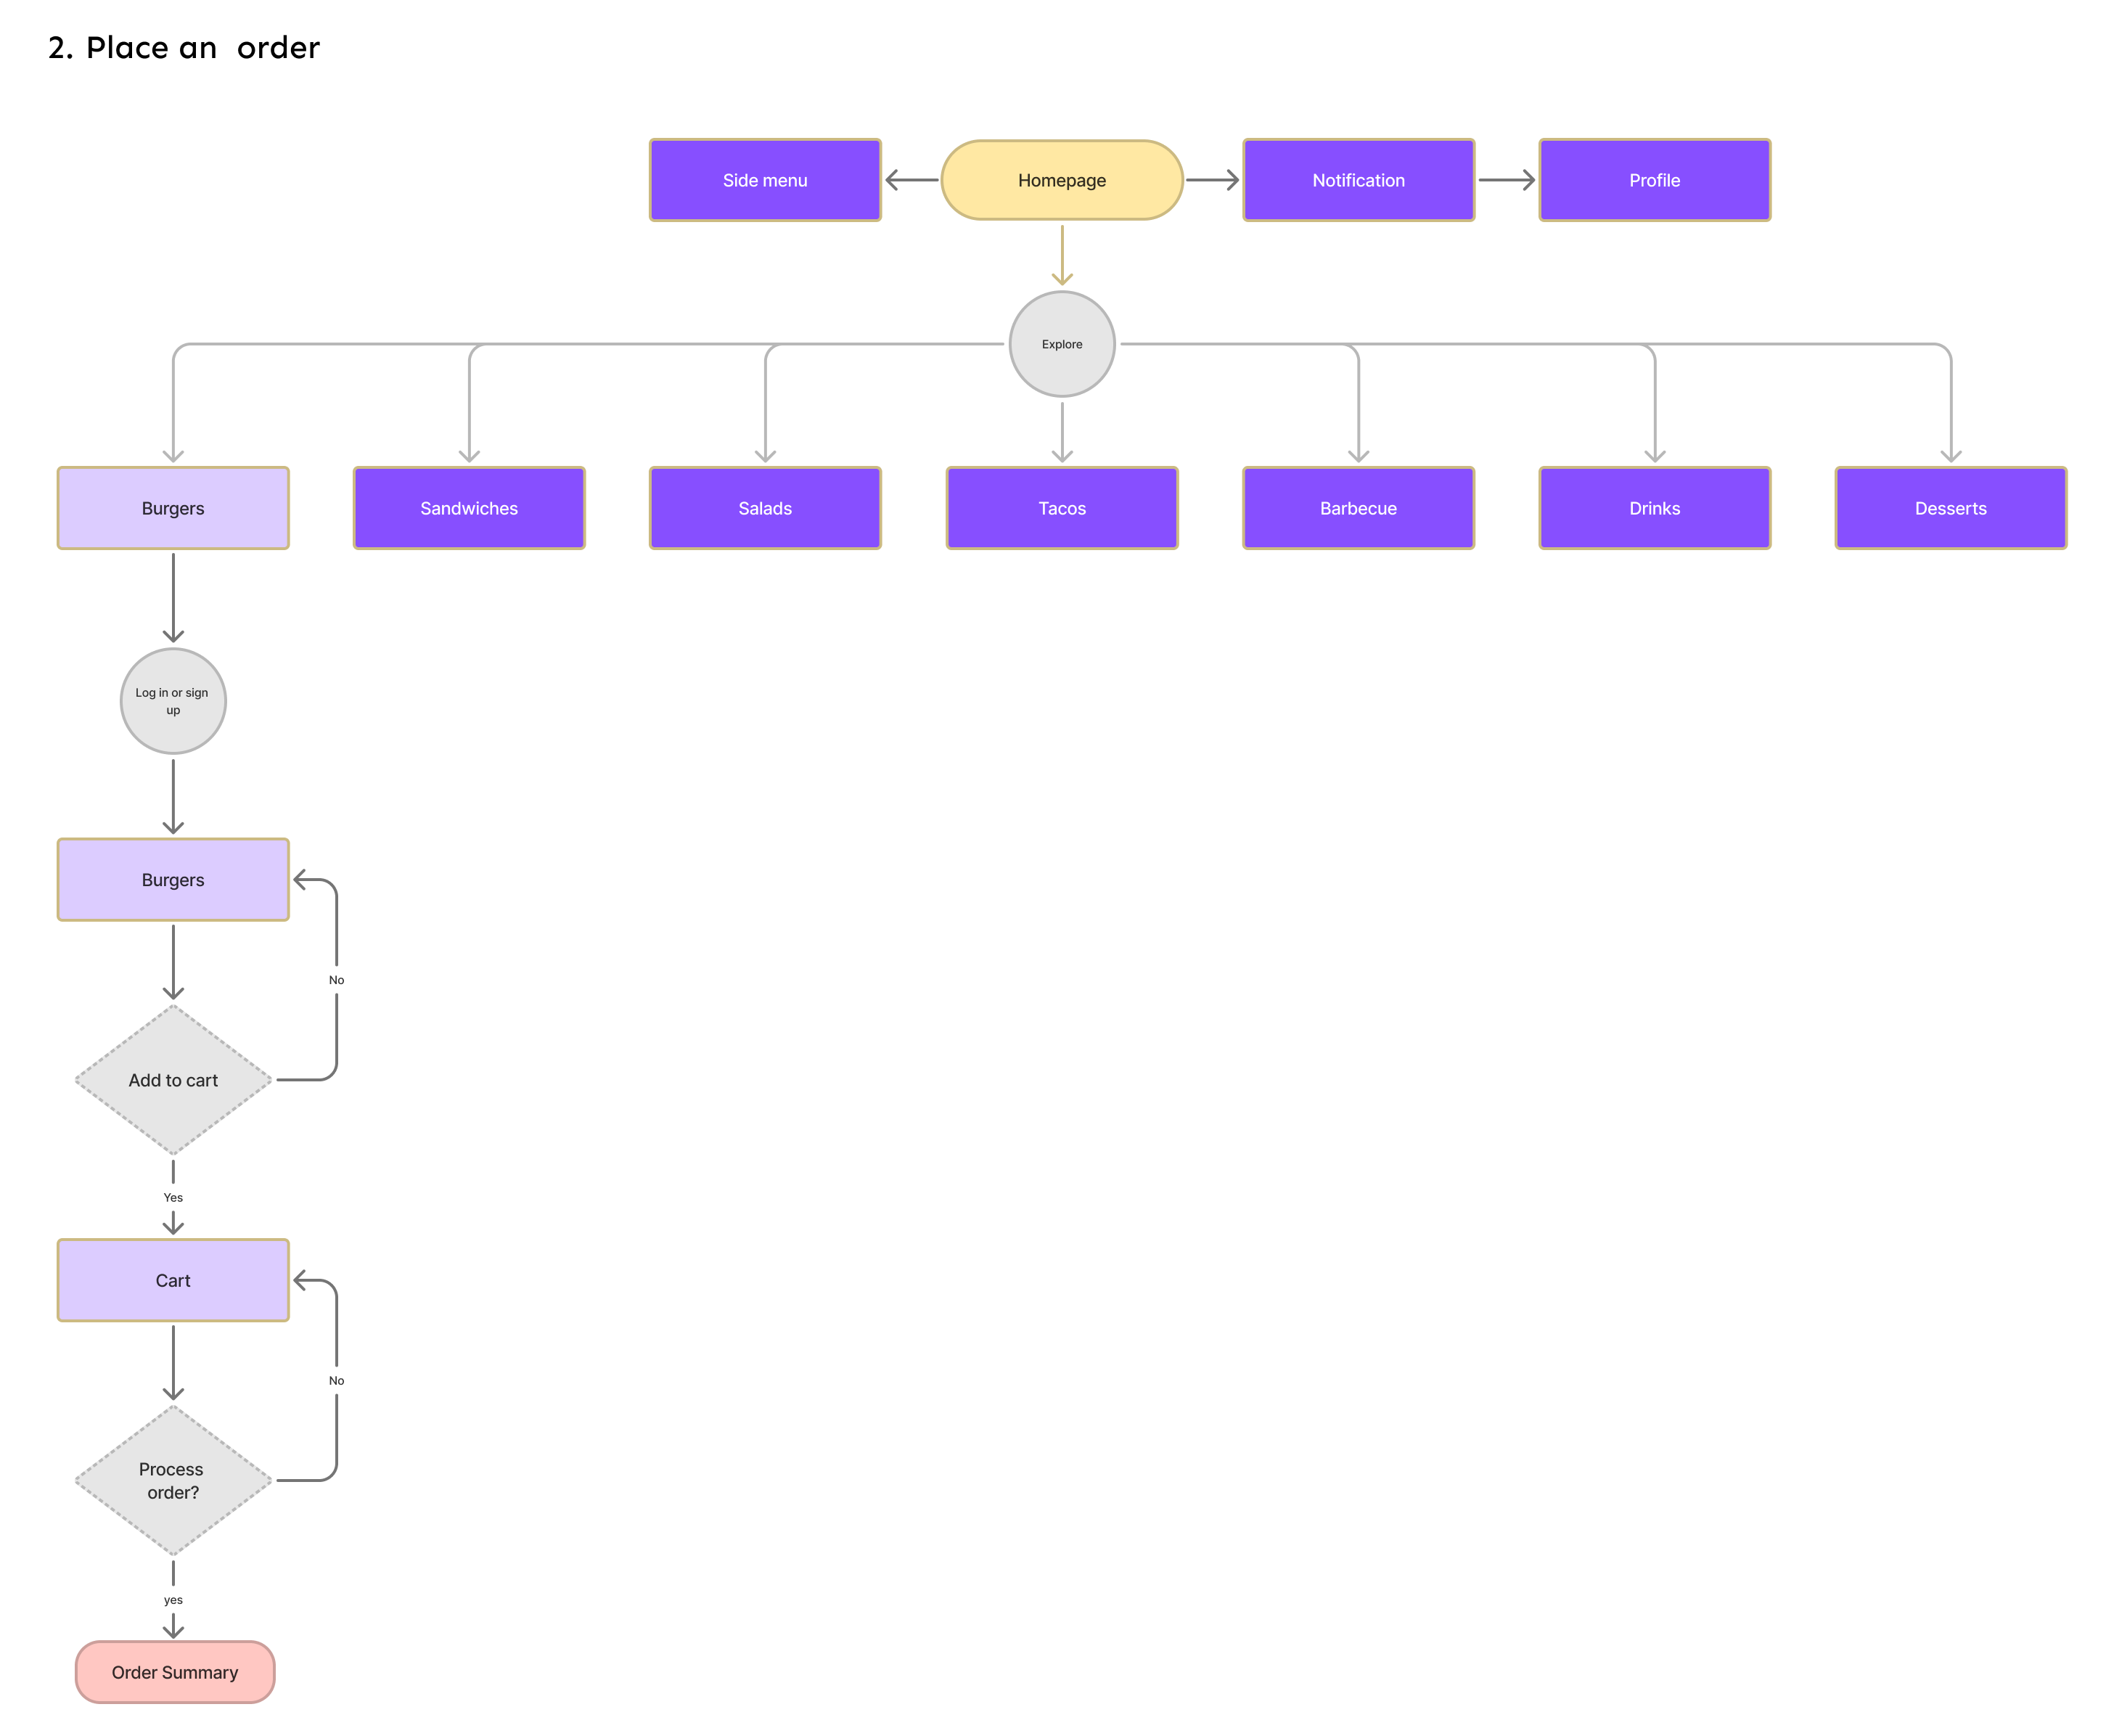 2. Place an  order
Side menu
Homepage
Notification
Profile
Explore
Burgers
Sandwiches
Salads
Tacos
Barbecue
Drinks
Desserts
Log in or sign
up
Burgers
No
Add to cart
Yes
Cart
No
Process
order?
yes
Order Summary